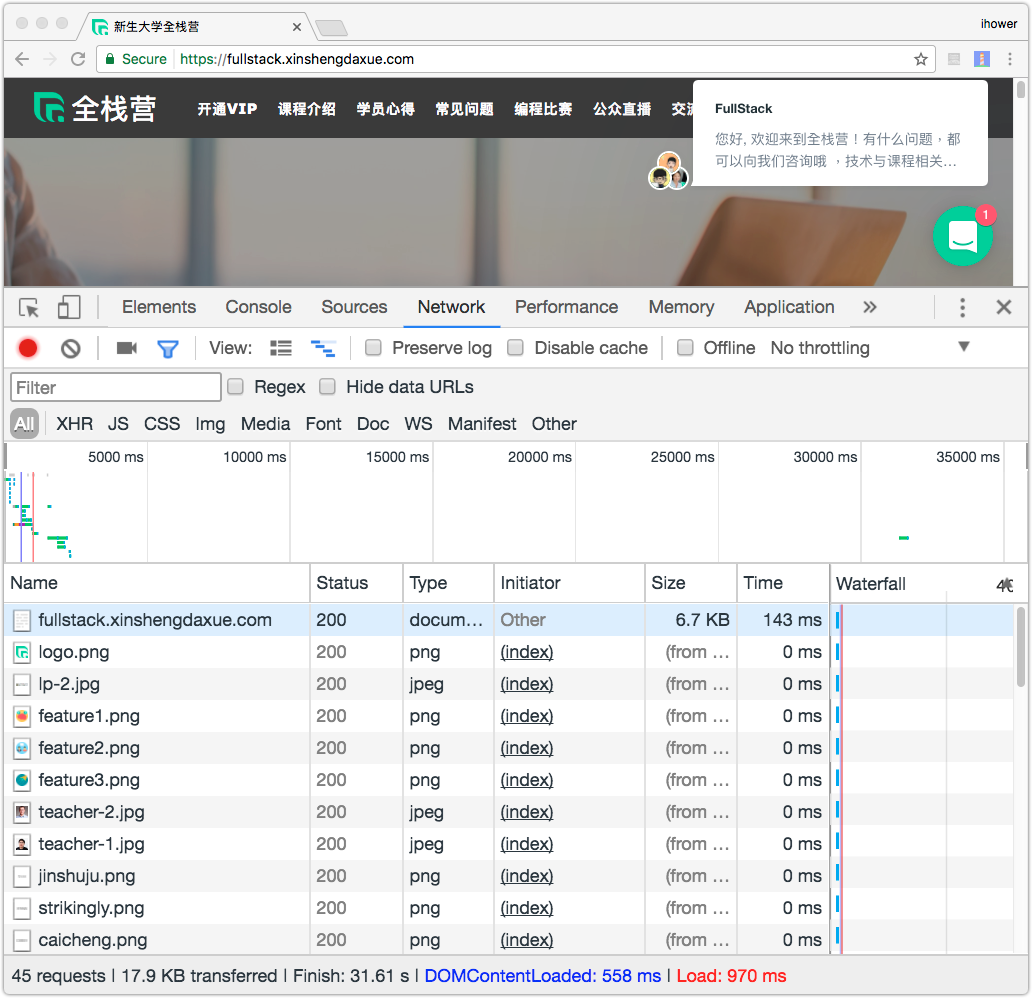 新生大学全栈营
ihower
Secure https://fullstack.xinshengdaxue.com
全栈营 开通VIP 课程介绍 学员心得 常见问题 编程比赛 公众直播 交流
FullStack
您好, 欢迎来到全栈营！有什么问题，都
可以向我们咨询哦 ，技术与课程相关…
1
Elements Console Sources Network Performance Memory Application »
View: Preserve log Disable cache Offline No throttling
Filter Regex Hide data URLs
All XHR JS CSS Img Media Font Doc WS Manifest Other
5000 ms 10000 ms 15000 ms 20000 ms 25000 ms 30000 ms 35000 ms
Name Status Type Initiator Size Time Waterfall
fullstack.xinshengdaxue.com 200 docum… Other 6.7 KB 143 ms
logo.png 200 png (index) (from … 0 ms
lp-2.jpg 200 jpeg (index) (from … 0 ms
feature1.png 200 png (index) (from … 0 ms
feature2.png 200 png (index) (from … 0 ms
feature3.png 200 png (index) (from … 0 ms
teacher-2.jpg 200 jpeg (index) (from … 0 ms
teacher-1.jpg 200 jpeg (index) (from … 0 ms
jinshuju.png 200 png (index) (from … 0 ms
strikingly.png 200 png (index) (from … 0 ms
caicheng.png 200 png (index) (from … 0 ms
45 requests | 17.9 KB transferred | Finish: 31.61 s | DOMContentLoaded: 558 ms | Load: 970 ms